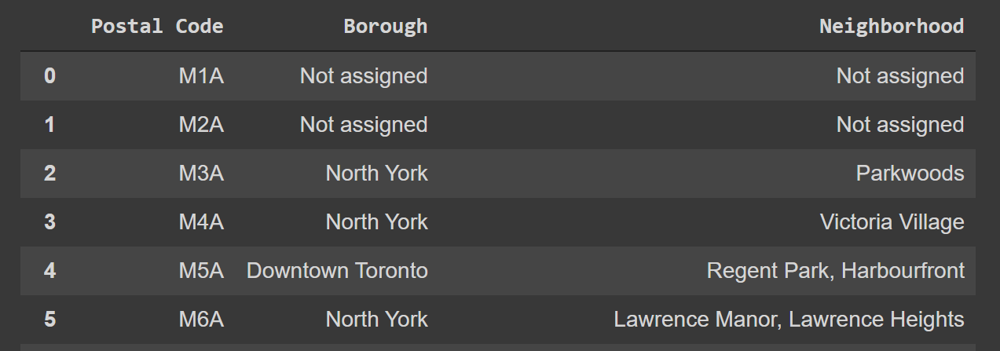 Postal Code Borough Neighborhood
0 M1A Not assigned Not assigned
1 M2A Not assigned Not assigned
2 M3A North York Parkwoods
3 M4A North York Victoria Village
4 M5A Downtown Toronto Regent Park, Harbourfront
5 M6A North York Lawrence Manor, Lawrence Heights